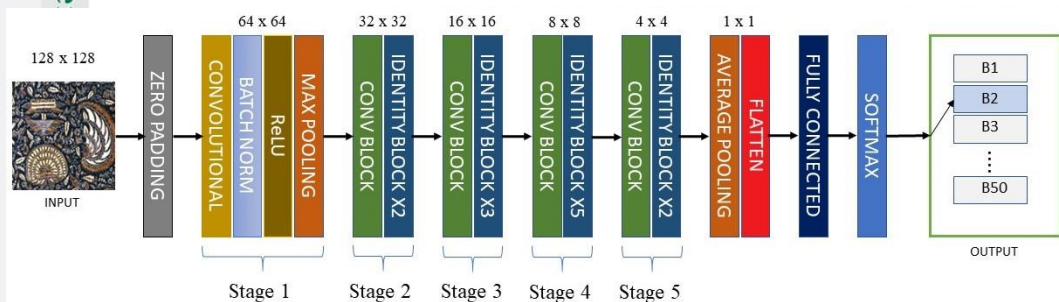 128 x 128
INPUT
ZERO PADDING
64 x 64
CONVOLUTIONAL
BATCH NORM
ReLU
MAX POOLING
Stage 1
32 x 32
CONV BLOCK
IDENTITY BLOCK X2
Stage 2
16 x 16
CONV BLOCK
IDENTITY BLOCK X3
Stage 3
8 x 8
CONV BLOCK
IDENTITY BLOCK X5
Stage 4
4 x 4
CONV BLOCK
IDENTITY BLOCK X2
Stage 5
1 x 1
AVERAGE POOLING
FLATTEN
FULLY CONNECTED
SOFTMAX
B1
B2
B3
B50
OUTPUT